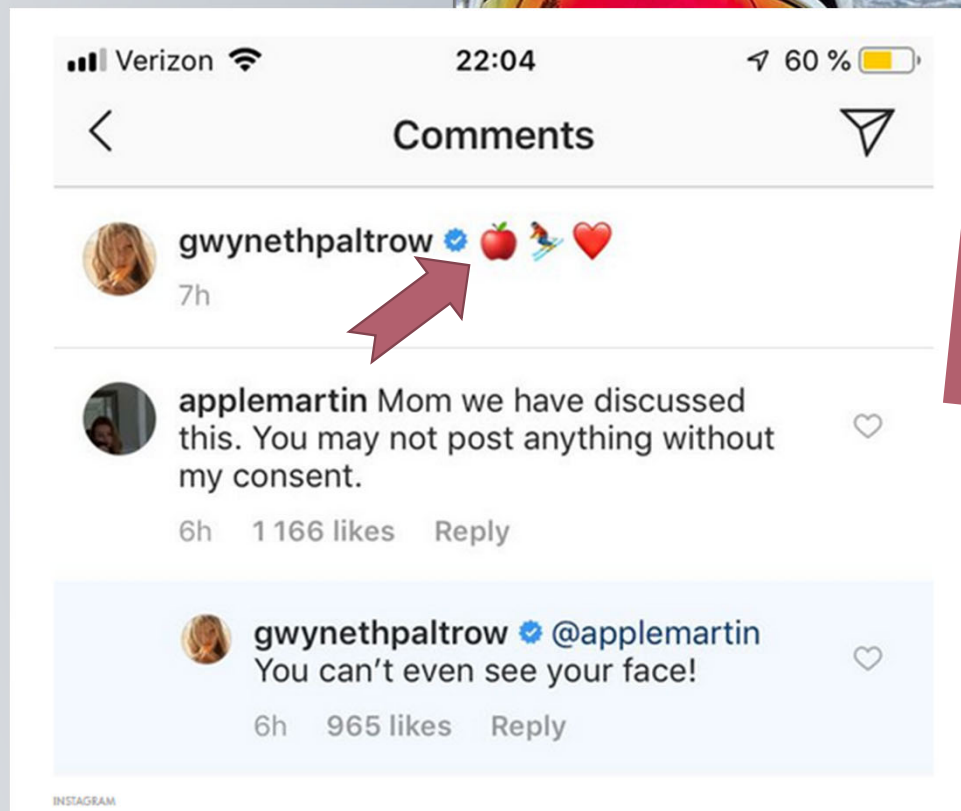 Verizon 22:04 60 %
Comments
gwynethpaltrow 🍎 ⛷️ ❤️
7h
applemartin Mom we have discussed
this. You may not post anything without
my consent.
6h 1 166 likes Reply
gwynethpaltrow @applemartin
You can't even see your face!
6h 965 likes Reply
INSTAGRAM